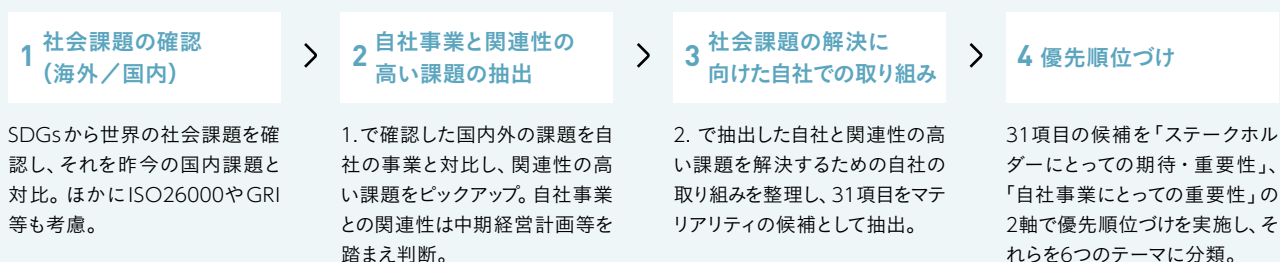 1 社会課題の確認
（海外／国内）
SDGsから世界の社会課題を確
認し、それを昨今の国内課題と
対比。ほかにISO26000やGRI
等も考慮。
2 自社事業と関連性の
高い課題の抽出
1.で確認した国内外の課題を自
社の事業と対比し、関連性の高
い課題をピックアップ。自社事業
との関連性は中期経営計画等を
踏まえ判断。
3 社会課題の解決に
向けた自社での取り組み
2. で抽出した自社と関連性の高
い課題を解決するための自社の
取り組みを整理し、31項目をマテ
リアリティの候補として抽出。
4 優先順位づけ
31項目の候補を「ステークホル
ダーにとっての期待・重要性」、
「自社事業にとっての重要性」の
2軸で優先順位づけを実施し、そ
れらを6つのテーマに分類。